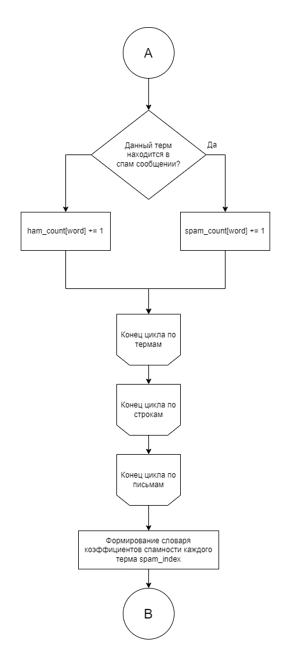 A
Данный терм
находится в
спам сообщении?
Да
ham_count[word] += 1
spam_count[word] += 1
Конец цикла по
термам
Конец цикла по
строкам
Конец цикла по
письмам
Формирование словаря
коэффициентов спамности каждого
терма spam_index
B